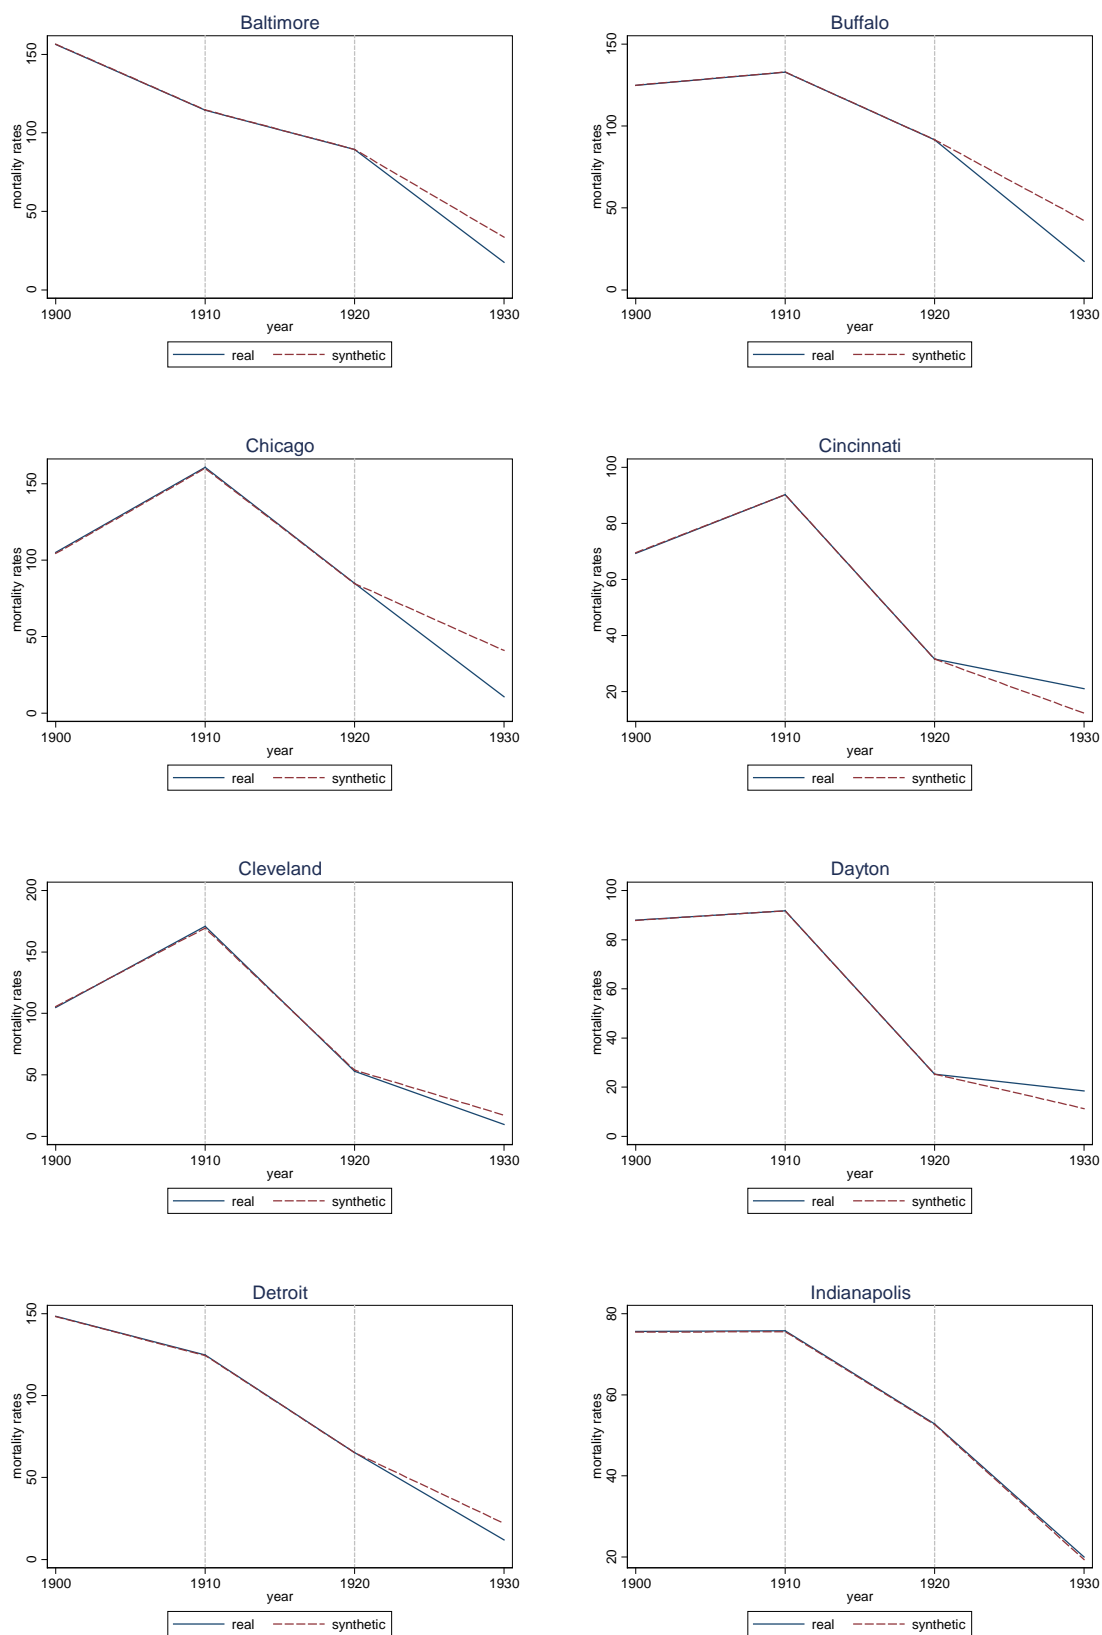 Baltimore
mortality rates
0 50 100 150
1900 1910 1920 1930
year
real synthetic
Buffalo
mortality rates
0 50 100 150
1900 1910 1920 1930
year
real synthetic
Chicago
mortality rates
0 50 100 150
1900 1910 1920 1930
year
real synthetic
Cincinnati
mortality rates
20 40 60 80 100
1900 1910 1920 1930
year
real synthetic
Cleveland
mortality rates
0 50 100 150 200
1900 1910 1920 1930
year
real synthetic
Dayton
mortality rates
0 20 40 60 80 100
1900 1910 1920 1930
year
real synthetic
Detroit
mortality rates
0 50 100 150
1900 1910 1920 1930
year
real synthetic
Indianapolis
mortality rates
20 40 60 80
1900 1910 1920 1930
year
real synthetic